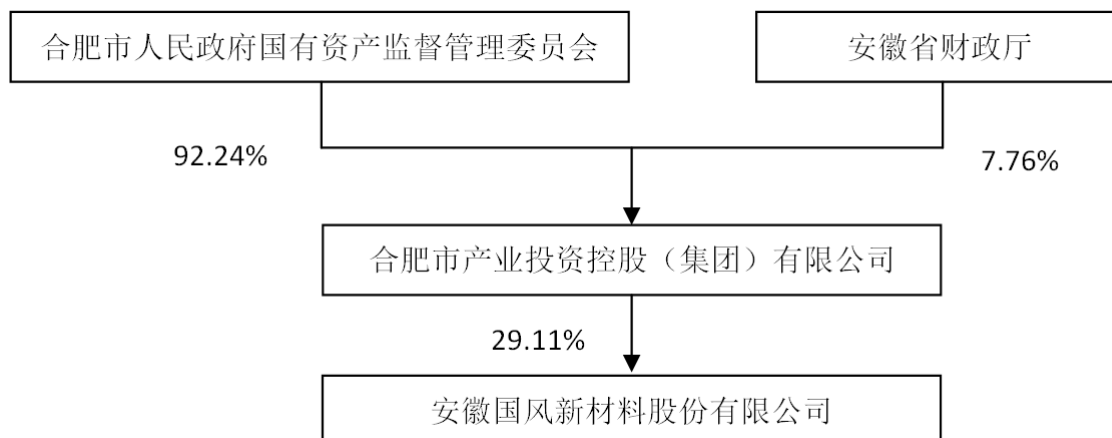 合肥市人民政府国有资产监督管理委员会
安徽省财政厅
92.24%
7.76%
合肥市产业投资控股（集团）有限公司
29.11%
安徽国风新材料股份有限公司